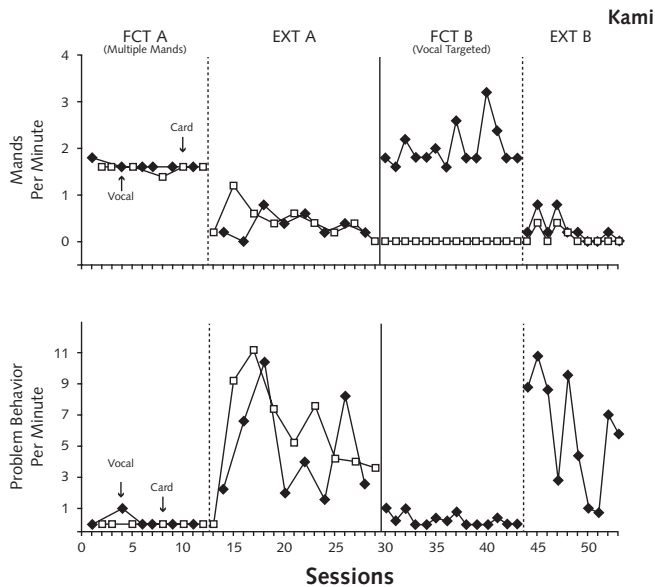 Kami
FCT A
(Multiple Mands)
EXT A
FCT B
(Vocal Targeted)
EXT B
Mands
Per Minute
4
3
2
1
0
Card
Vocal
Problem Behavior
Per Minute
11
9
7
5
3
1
Vocal
Card
0 5 10 15 20 25 30 35 40 45 50
Sessions